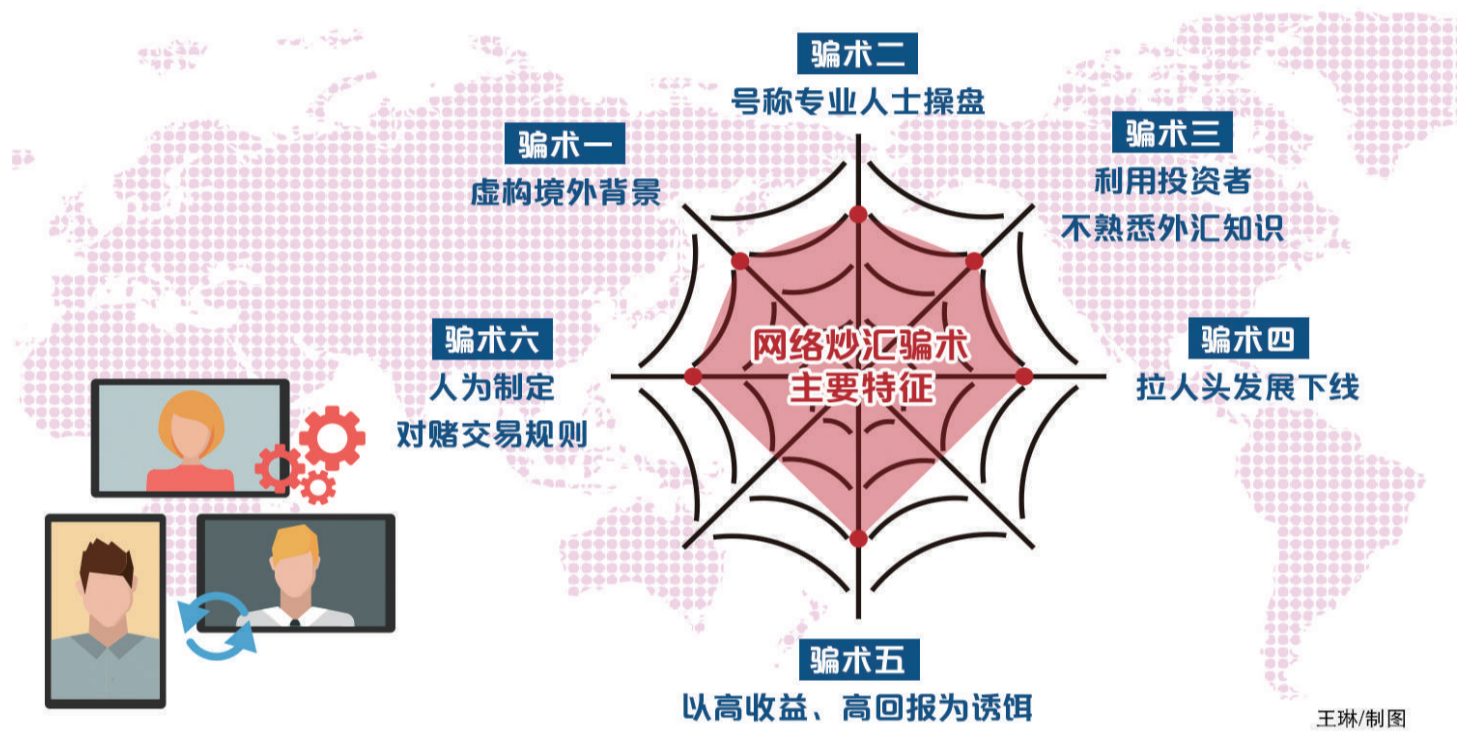 骗术一
虚构境外背景
骗术二
号称专业人士操盘
骗术三
利用投资者
不熟悉外汇知识
骗术四
拉人头发展下线
骗术五
以高收益、高回报为诱饵
骗术六
人为制定
对赌交易规则
网络炒汇骗术
主要特征
王琳/制图